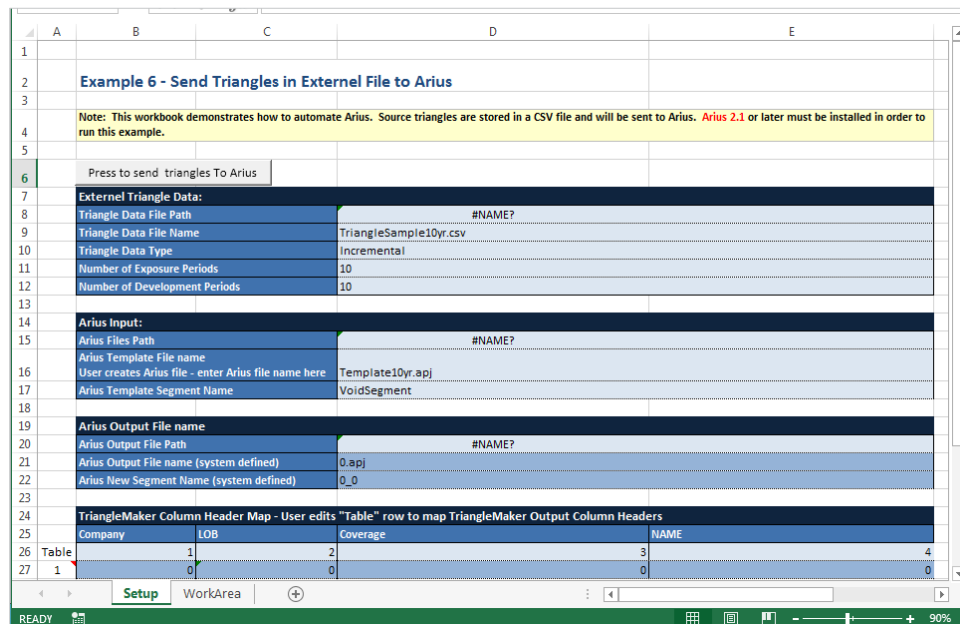 A B C D E
1
2 Example 6 - Send Triangles in Externel File to Arius
3
Note: This workbook demonstrates how to automate Arius. Source triangles are stored in a CSV file and will be sent to Arius. Arius 2.1 or later must be installed in order to
4 run this example.
5
6 Press to send triangles To Arius
7 Externel Triangle Data:
8 Triangle Data File Path #NAME?
9 Triangle Data File Name TriangleSample10yr.csv
10 Triangle Data Type Incremental
11 Number of Exposure Periods 10
12 Number of Development Periods 10
13
14 Arius Input:
15 Arius Files Path #NAME?
Arius Template File name
16 User creates Arius file - enter Arius file name here Template10yr.apj
17 Arius Template Segment Name VoidSegment
18
19 Arius Output File name
20 Arius Output File Path #NAME?
21 Arius Output File name (system defined) 0.apj
22 Arius New Segment Name (system defined) 0_0
23
24 TriangleMaker Column Header Map - User edits "Table" row to map TriangleMaker Output Column Headers
25 Company LOB Coverage NAME
26 Table 1 2 3 4
27 1 0 0 0 0
Setup WorkArea
READY 90%